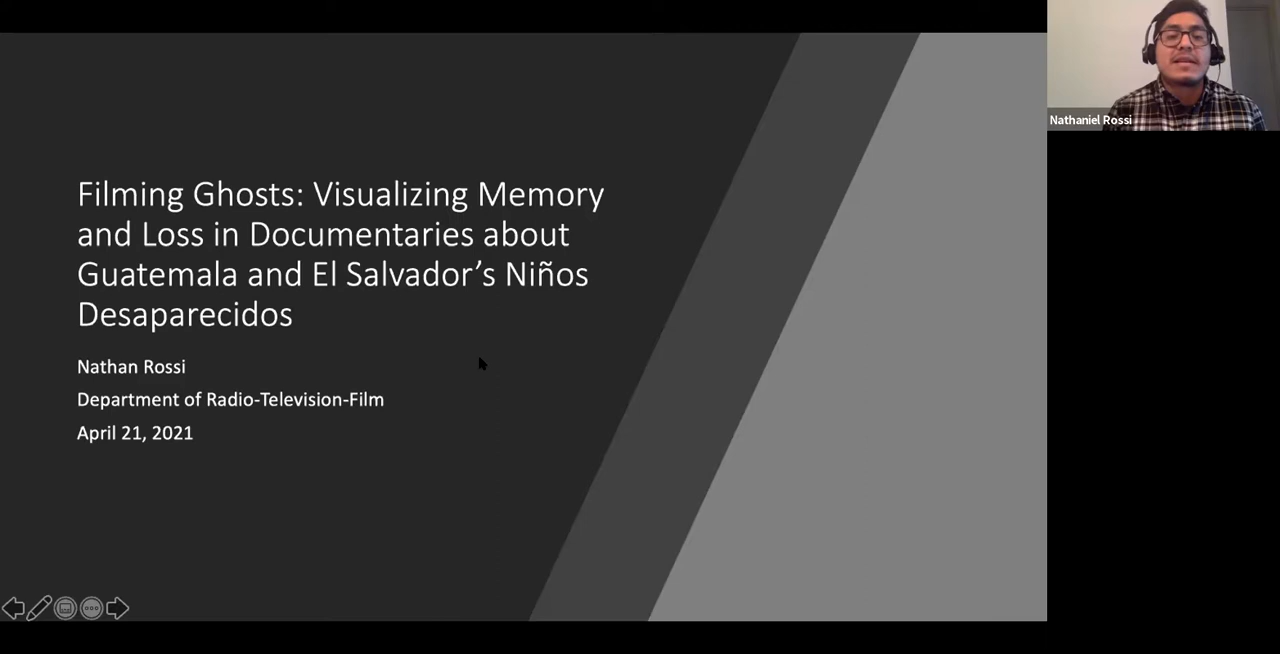 Filming Ghosts: Visualizing Memory
and Loss in Documentaries about
Guatemala and El Salvador’s Niños
Desaparecidos
Nathan Rossi
Department of Radio-Television-Film
April 21, 2021
Nathaniel Rossi